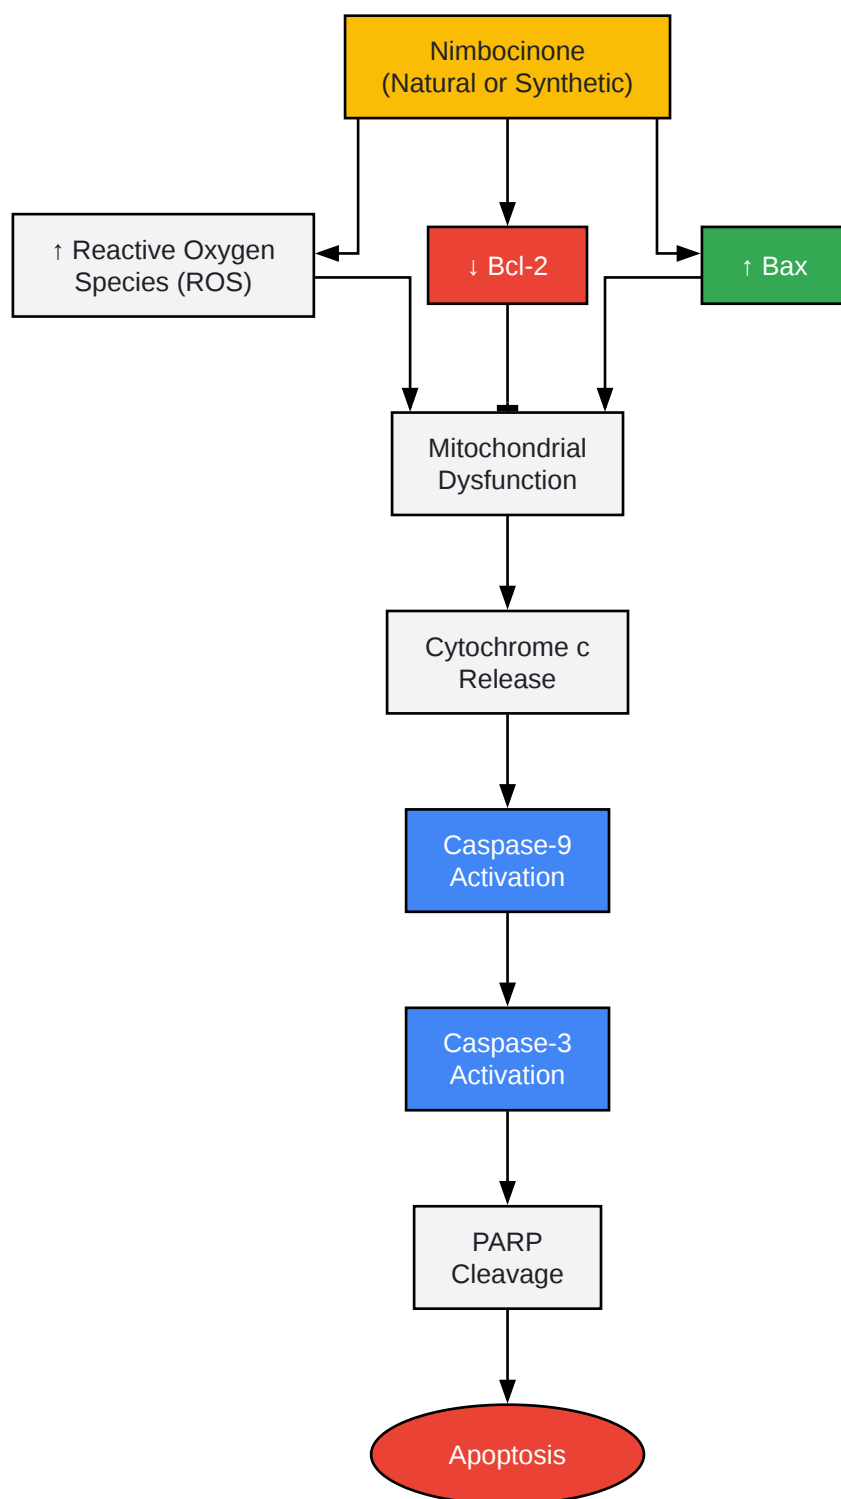 Nimbocinone
(Natural or Synthetic)
↑ Reactive Oxygen
Species (ROS)
↓ Bcl-2
↑ Bax
Mitochondrial
Dysfunction
Cytochrome c
Release
Caspase-9
Activation
Caspase-3
Activation
PARP
Cleavage
Apoptosis